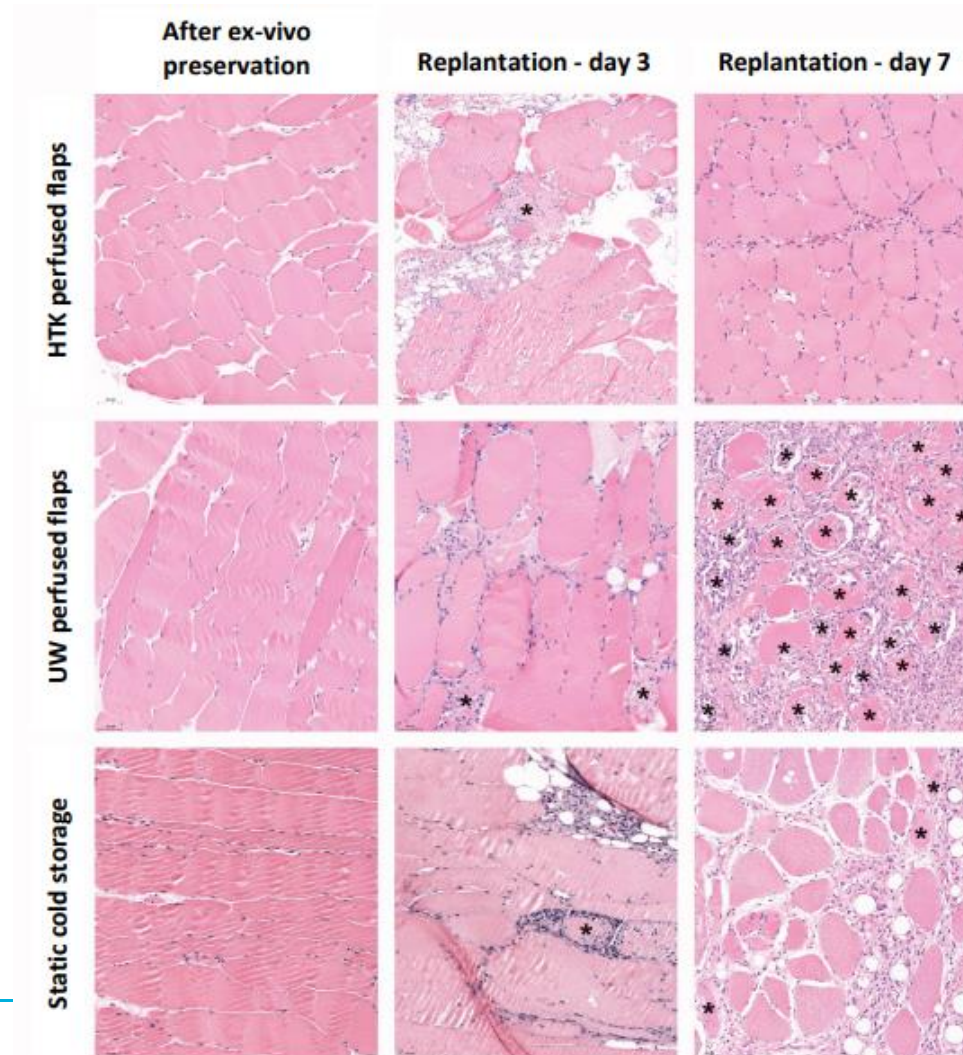 After ex-vivo
preservation
Replantation - day 3
Replantation - day 7
HTK perfused flaps
UW perfused flaps
Static cold storage